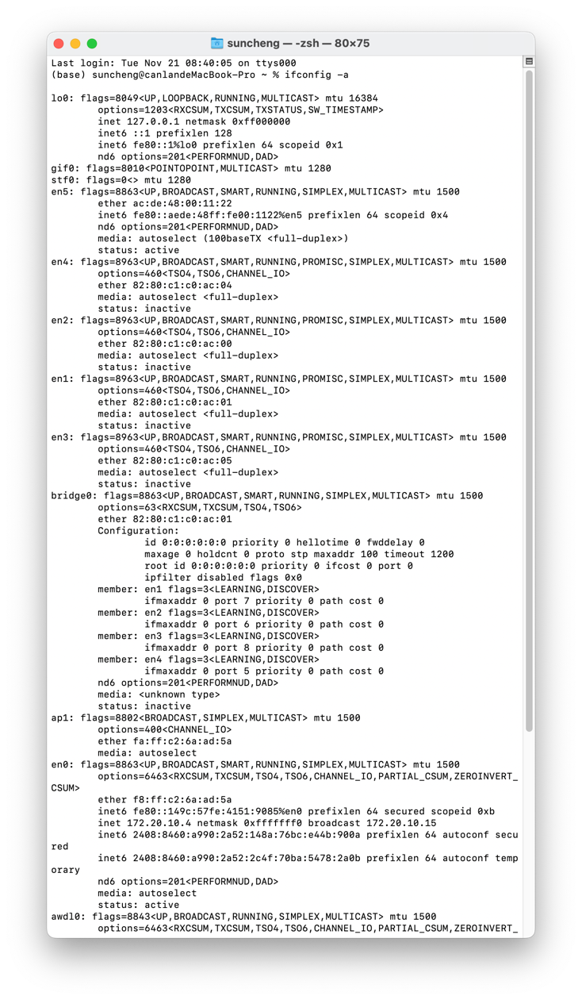 suncheng — -zsh — 80×75
Last login: Tue Nov 21 08:40:05 on ttys000
(base) suncheng@canlandeMacBook-Pro ~ % ifconfig -a
lo0: flags=8049<UP,LOOPBACK,RUNNING,MULTICAST> mtu 16384
options=1203<RXCSUM,TXCSUM,TXSTATUS,SW_TIMESTAMP>
inet 127.0.0.1 netmask 0xff000000
inet6 ::1 prefixlen 128
inet6 fe80::1%lo0 prefixlen 64 scopeid 0x1
nd6 options=201<PERFORMNUD,DAD>
gif0: flags=8010<POINTOPOINT,MULTICAST> mtu 1280
stf0: flags=0<> mtu 1280
en5: flags=8863<UP,BROADCAST,SMART,RUNNING,SIMPLEX,MULTICAST> mtu 1500
ether ac:de:48:00:11:22
inet6 fe80::aede:48ff:fe00:1122%en5 prefixlen 64 scopeid 0x4
nd6 options=201<PERFORMNUD,DAD>
media: autoselect (100baseTX <full-duplex>)
status: active
en4: flags=8963<UP,BROADCAST,SMART,RUNNING,PROMISC,SIMPLEX,MULTICAST> mtu 1500
options=460<TSO4,TSO6,CHANNEL_IO>
ether 82:80:c1:c0:ac:04
media: autoselect <full-duplex>
status: inactive
en2: flags=8963<UP,BROADCAST,SMART,RUNNING,PROMISC,SIMPLEX,MULTICAST> mtu 1500
options=460<TSO4,TSO6,CHANNEL_IO>
ether 82:80:c1:c0:ac:00
media: autoselect <full-duplex>
status: inactive
en1: flags=8963<UP,BROADCAST,SMART,RUNNING,PROMISC,SIMPLEX,MULTICAST> mtu 1500
options=460<TSO4,TSO6,CHANNEL_IO>
ether 82:80:c1:c0:ac:01
media: autoselect <full-duplex>
status: inactive
en3: flags=8963<UP,BROADCAST,SMART,RUNNING,PROMISC,SIMPLEX,MULTICAST> mtu 1500
options=460<TSO4,TSO6,CHANNEL_IO>
ether 82:80:c1:c0:ac:05
media: autoselect <full-duplex>
status: inactive
bridge0: flags=8863<UP,BROADCAST,SMART,RUNNING,SIMPLEX,MULTICAST> mtu 1500
options=63<RXCSUM,TXCSUM,TSO4,TSO6>
ether 82:80:c1:c0:ac:01
Configuration:
id 0:0:0:0:0:0 priority 0 hellotime 0 fwddelay 0
maxage 0 holdcnt 0 proto stp maxaddr 100 timeout 1200
root id 0:0:0:0:0:0 priority 0 ifcost 0 port 0
ipfilter disabled flags 0x0
member: en1 flags=3<LEARNING,DISCOVER>
ifmaxaddr 0 port 7 priority 0 path cost 0
member: en2 flags=3<LEARNING,DISCOVER>
ifmaxaddr 0 port 6 priority 0 path cost 0
member: en3 flags=3<LEARNING,DISCOVER>
ifmaxaddr 0 port 8 priority 0 path cost 0
member: en4 flags=3<LEARNING,DISCOVER>
ifmaxaddr 0 port 5 priority 0 path cost 0
nd6 options=201<PERFORMNUD,DAD>
media: <unknown type>
status: inactive
ap1: flags=8802<BROADCAST,SIMPLEX,MULTICAST> mtu 1500
options=400<CHANNEL_IO>
ether fa:ff:c2:6a:ad:5a
media: autoselect
en0: flags=8863<UP,BROADCAST,SMART,RUNNING,SIMPLEX,MULTICAST> mtu 1500
options=6463<RXCSUM,TXCSUM,TSO4,TSO6,CHANNEL_IO,PARTIAL_CSUM,ZEROINVERT_
CSUM>
ether f8:ff:c2:6a:ad:5a
inet6 fe80::149c:57fe:4151:9085%en0 prefixlen 64 secured scopeid 0xb
inet 172.20.10.4 netmask 0xfffffff0 broadcast 172.20.10.15
inet6 2408:8460:a990:2a52:148a:76bc:e44b:900a prefixlen 64 autoconf secu
red
inet6 2408:8460:a990:2a52:2c4f:70ba:5478:2a0b prefixlen 64 autoconf temp
orary
nd6 options=201<PERFORMNUD,DAD>
media: autoselect
status: active
awdl0: flags=8843<UP,BROADCAST,RUNNING,SIMPLEX,MULTICAST> mtu 1500
options=6463<RXCSUM,TXCSUM,TSO4,TSO6,CHANNEL_IO,PARTIAL_CSUM,ZEROINVERT_